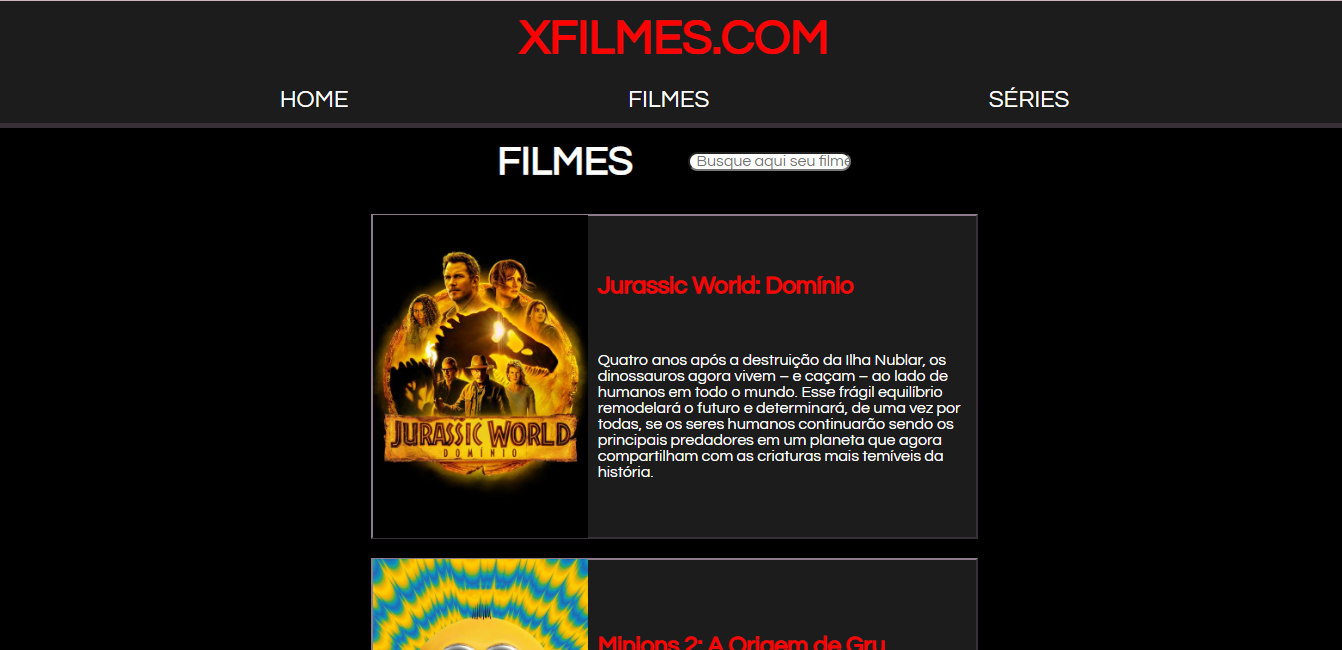 XFILMES.COM
HOME FILMES SÉRIES
FILMES
Busque aqui seu filme
Jurassic World: Domínio
JURASSIC WORLD
DOMÍNIO
Quatro anos após a destruição da Ilha Nublar, os
dinossauros agora vivem – e caçam – ao lado de
humanos em todo o mundo. Esse frágil equilíbrio
remodelará o futuro e determinará, de uma vez por
todas, se os seres humanos continuarão sendo os
principais predadores em um planeta que agora
compartilham com as criaturas mais temíveis da
história.
Minions 2: A Origem de Gru